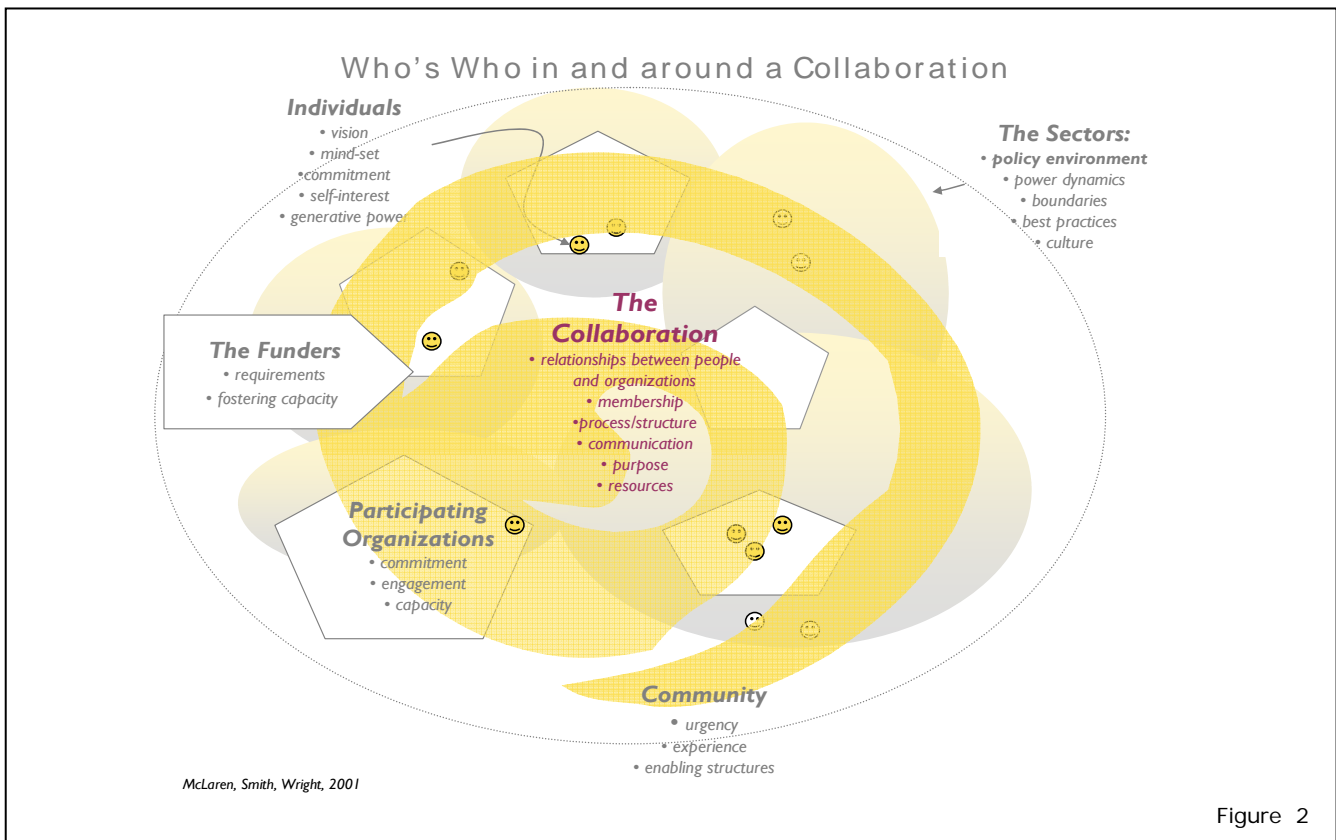 Who's Who in and around a Collaboration
Individuals
• vision
• mind-set
•commitment
• self-interest
• generative power
The Sectors:
• policy environment
• power dynamics
• boundaries
• best practices
• culture
The Collaboration
• relationships between people
and organizations
• membership
•process/structure
• communication
• purpose
• resources
The Funders
• requirements
• fostering capacity
Participating
Organizations
• commitment
• engagement
• capacity
Community
• urgency
• experience
• enabling structures
McLaren, Smith, Wright, 2001
Figure 2